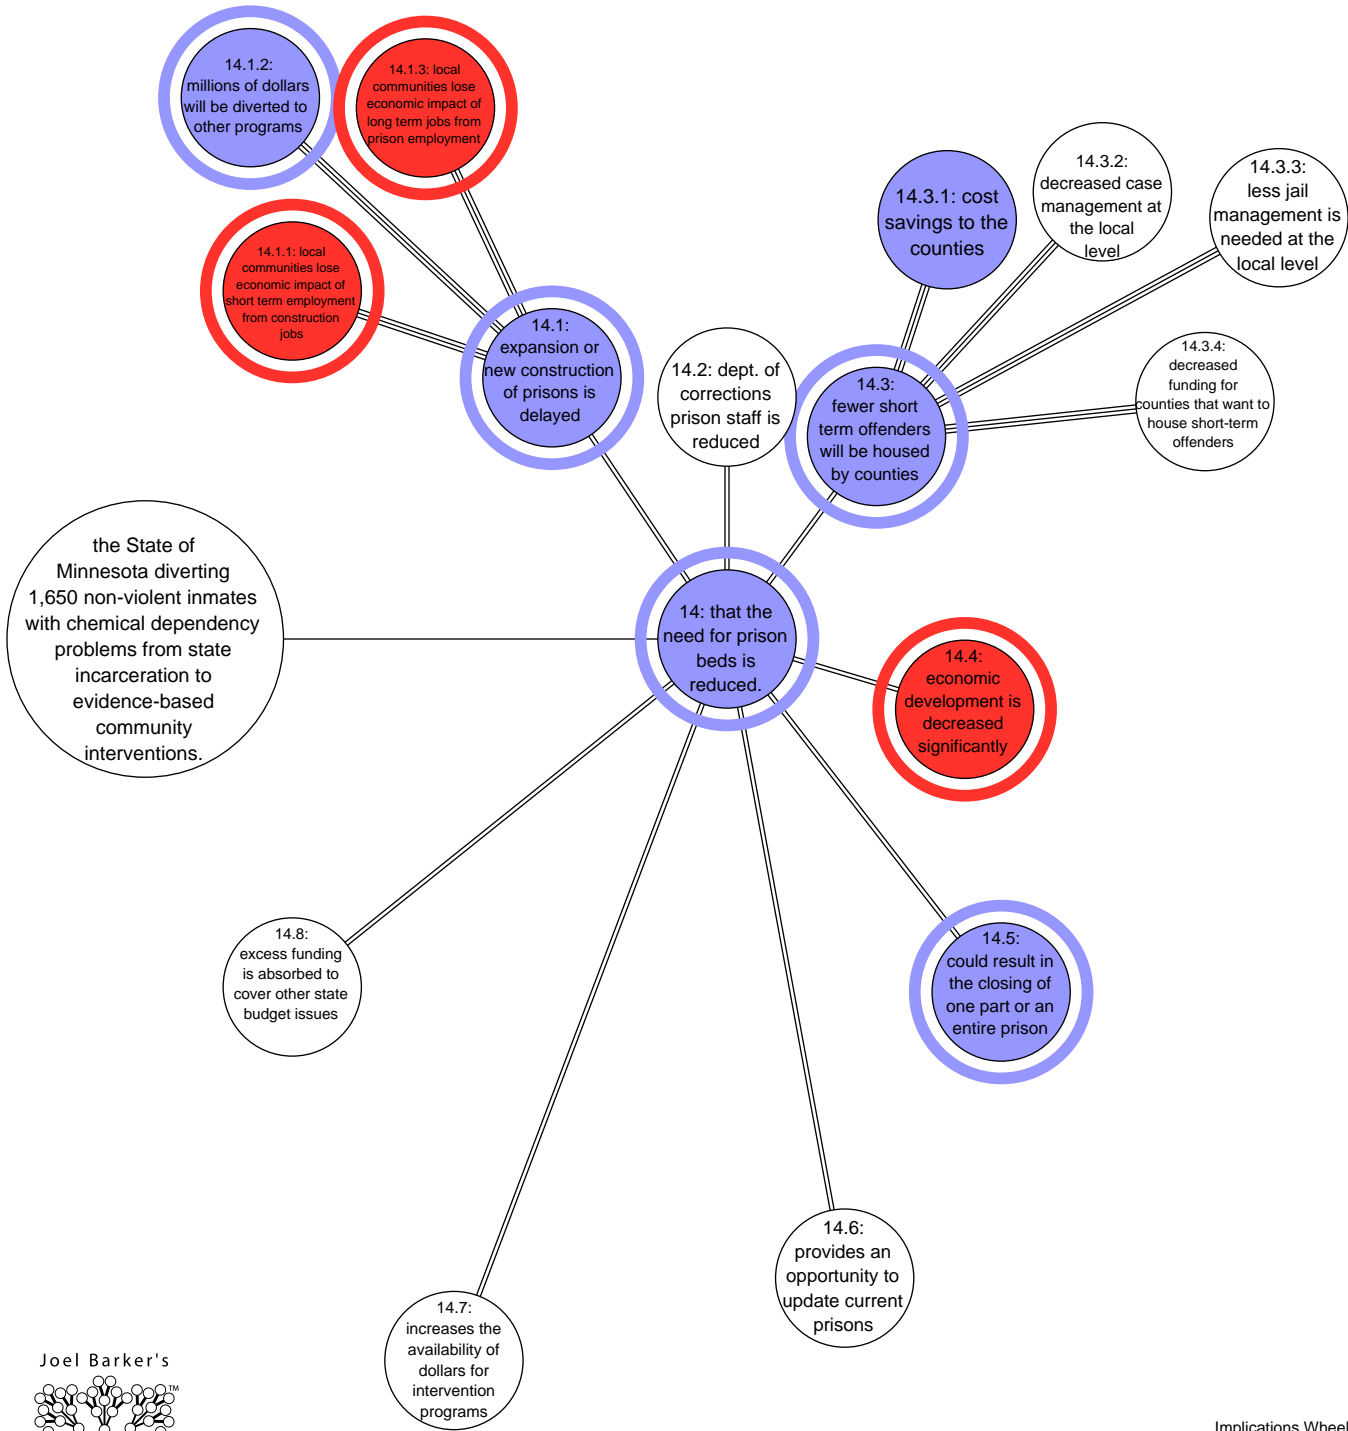 14.1.2:
millions of dollars
will be diverted to
other programs
14.1.3: local
communities lose
economic impact of
long term jobs from
prison employment
14.1.1: local
communities lose
economic impact of
short term employment
from construction
jobs
14.1:
expansion or
new construction
of prisons is
delayed
14.2: dept. of
corrections
prison staff is
reduced
14.3.1: cost
savings to the
counties
14.3.2:
decreased case
management at
the local
level
14.3.3:
less jail
management is
needed at the
local level
14.3.4:
decreased
funding for
counties that want to
house short-term
offenders
14.3:
fewer short
term offenders
will be housed
by counties
the State of
Minnesota diverting
1,650 non-violent inmates
with chemical dependency
problems from state
incarceration to
evidence-based
community
interventions.
14: that the
need for prison
beds is
reduced.
14.4:
economic
development is
decreased
significantly
14.5:
could result in
the closing of
one part or an
entire prison
14.8:
excess funding
is absorbed to
cover other state
budget issues
14.6:
provides an
opportunity to
update current
prisons
14.7:
increases the
availability of
dollars for
intervention
programs
Joel Barker's
TM
Implications Wheel